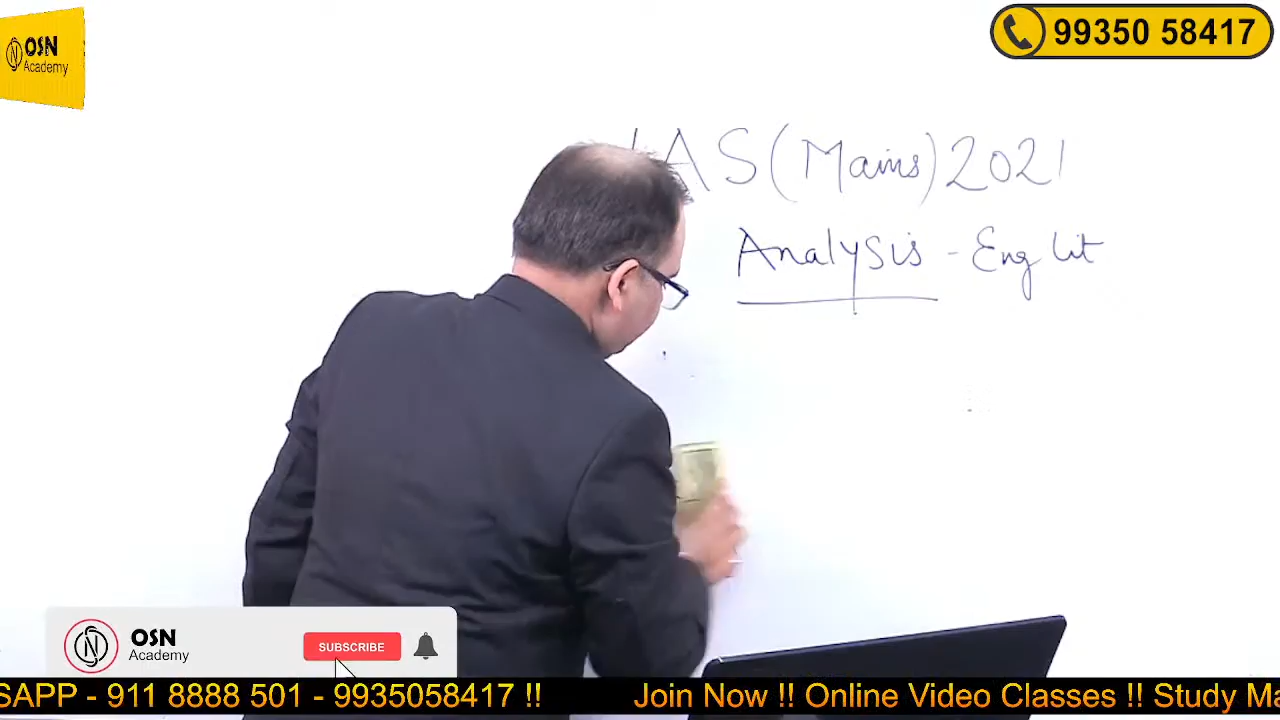 OSN
Academy
99350 58417
IAS (Mains) 2021
Analysis - Eng lit
OSN
Academy
SUBSCRIBE
SAPP - 911 8888 501 - 9935058417 !!
Join Now !! Online Video Classes !! Study Ma